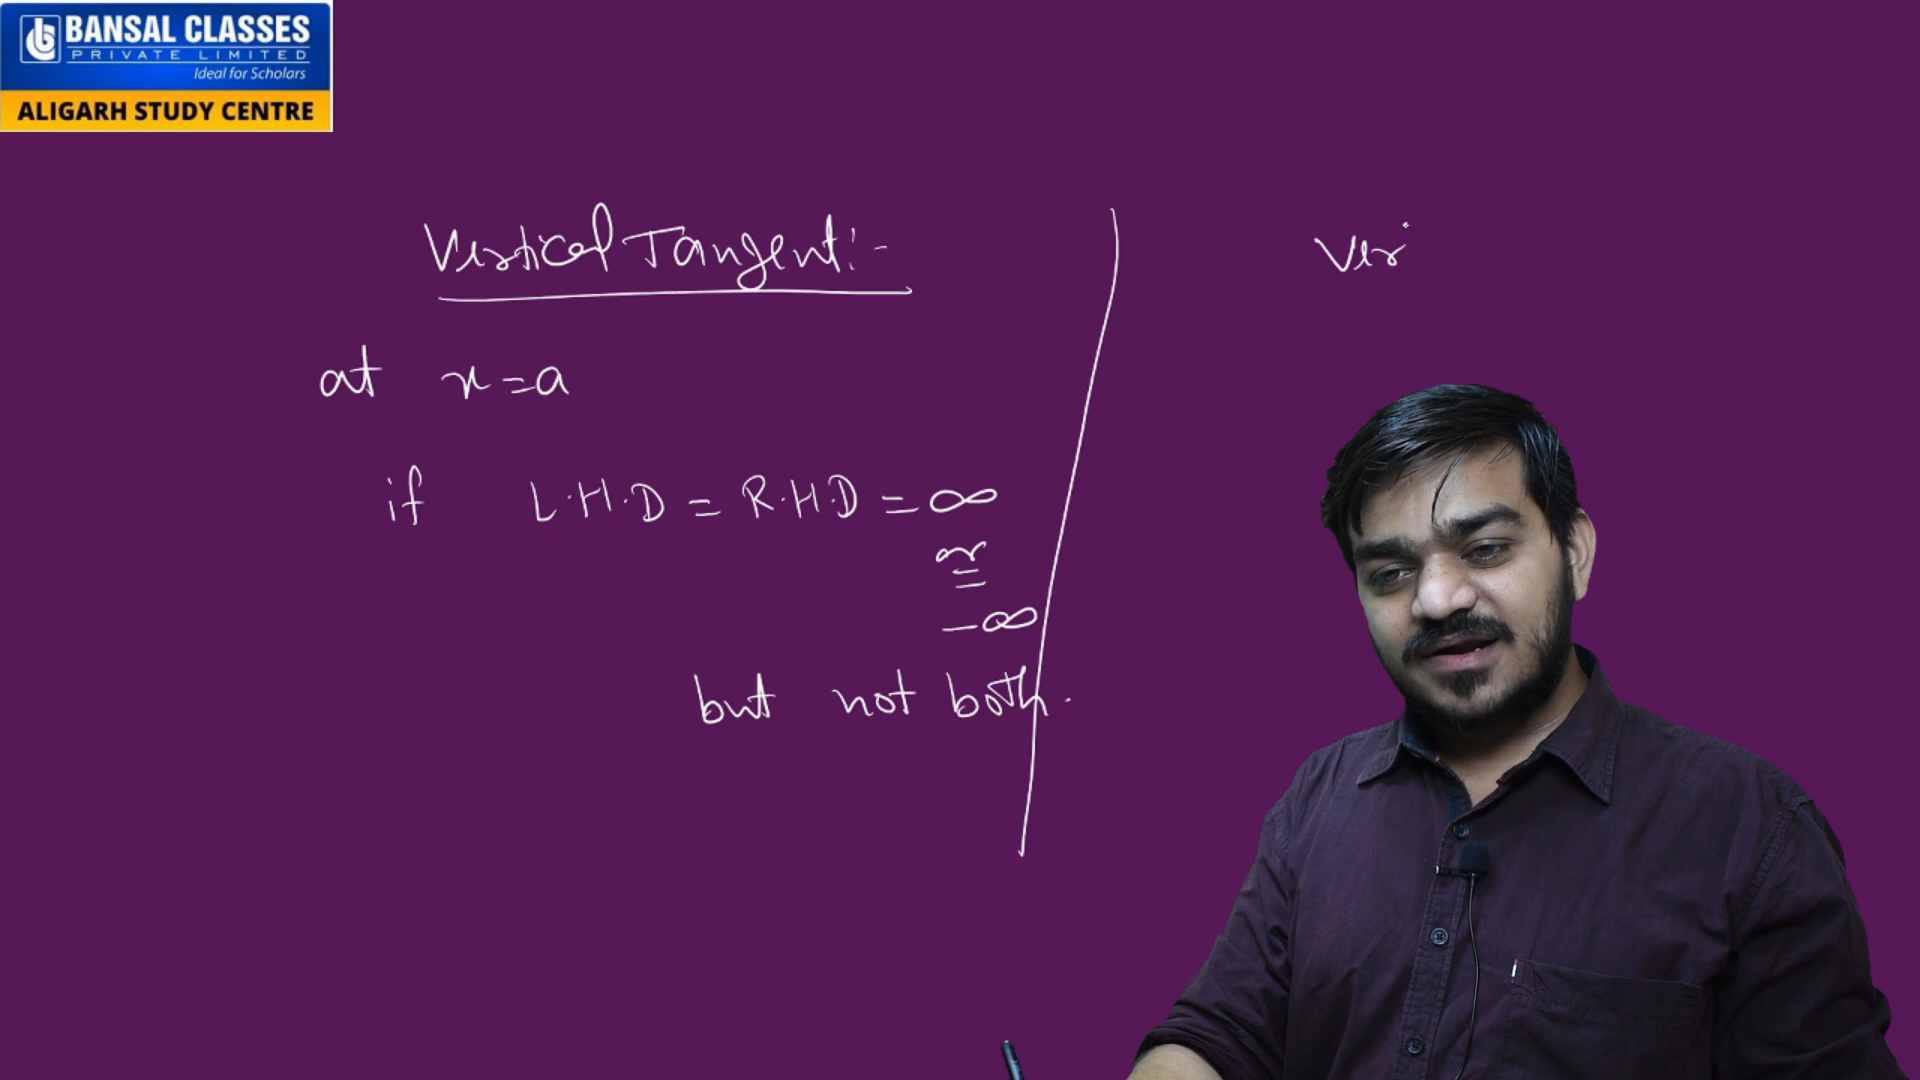 BANSAL CLASSES
PRIVATE LIMITED
Ideal for Scholars
ALIGARH STUDY CENTRE
Vertical Tangent:-
at x=a
if L.H.D = R.H.D = ∞
or
-∞
but not both.
Ver